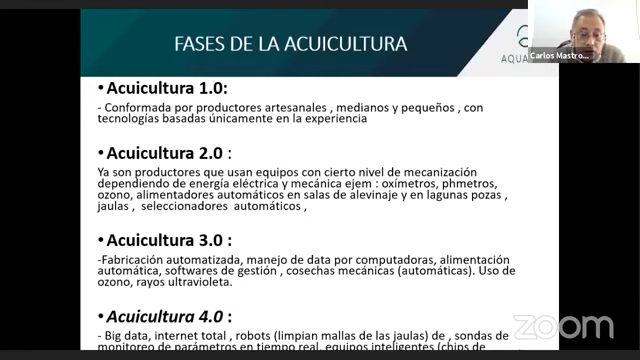 FASES DE LA ACUICULTURA
AQUA
Carlos Mastro...
•Acuicultura 1.0:
- Conformada por productores artesanales , medianos y pequeños , con
tecnologías basadas únicamente en la experiencia
•Acuicultura 2.0 :
Ya son productores que usan equipos con cierto nivel de mecanización
dependiendo de energía eléctrica y mecánica ejem : oxímetros, phmetros,
ozono, alimentadores automáticos en salas de alevinaje y en lagunas pozas ,
jaulas , seleccionadores automáticos ,
•Acuicultura 3.0 :
-Fabricación automatizada, manejo de data por computadoras, alimentación
automática, softwares de gestión , cosechas mecánicas (automáticas). Uso de
ozono, rayos ultravioleta.
•Acuicultura 4.0 :
- Big data, internet total , robots (limpian mallas de las jaulas) de , sondas de
monitoreo de parámetros en tiempo real, equipos inteligentes (chips de
zoom